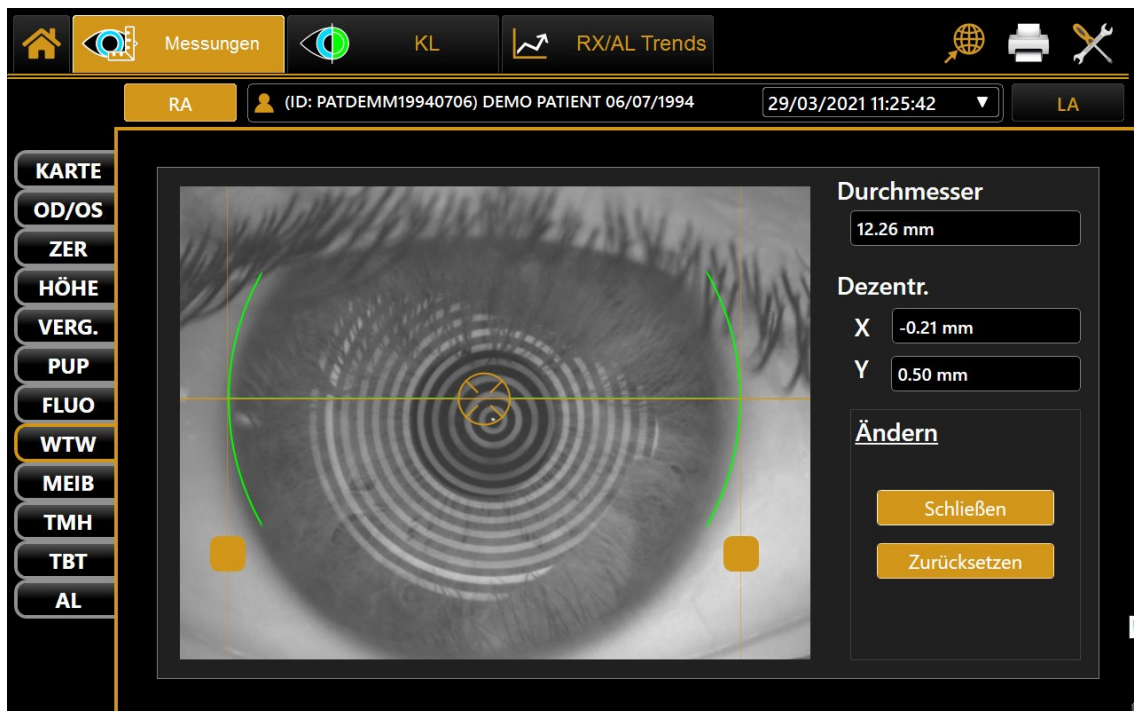 Messungen
KL
RX/AL Trends
RA
(ID: PATDEMM19940706) DEMO PATIENT 06/07/1994
29/03/2021 11:25:42
LA
KARTE
OD/OS
ZER
HÖHE
VERG.
PUP
FLUO
WTW
MEIB
TMH
TBT
AL
Durchmesser
12.26 mm
Dezentr.
X -0.21 mm
Y 0.50 mm
Ändern
Schließen
Zurücksetzen